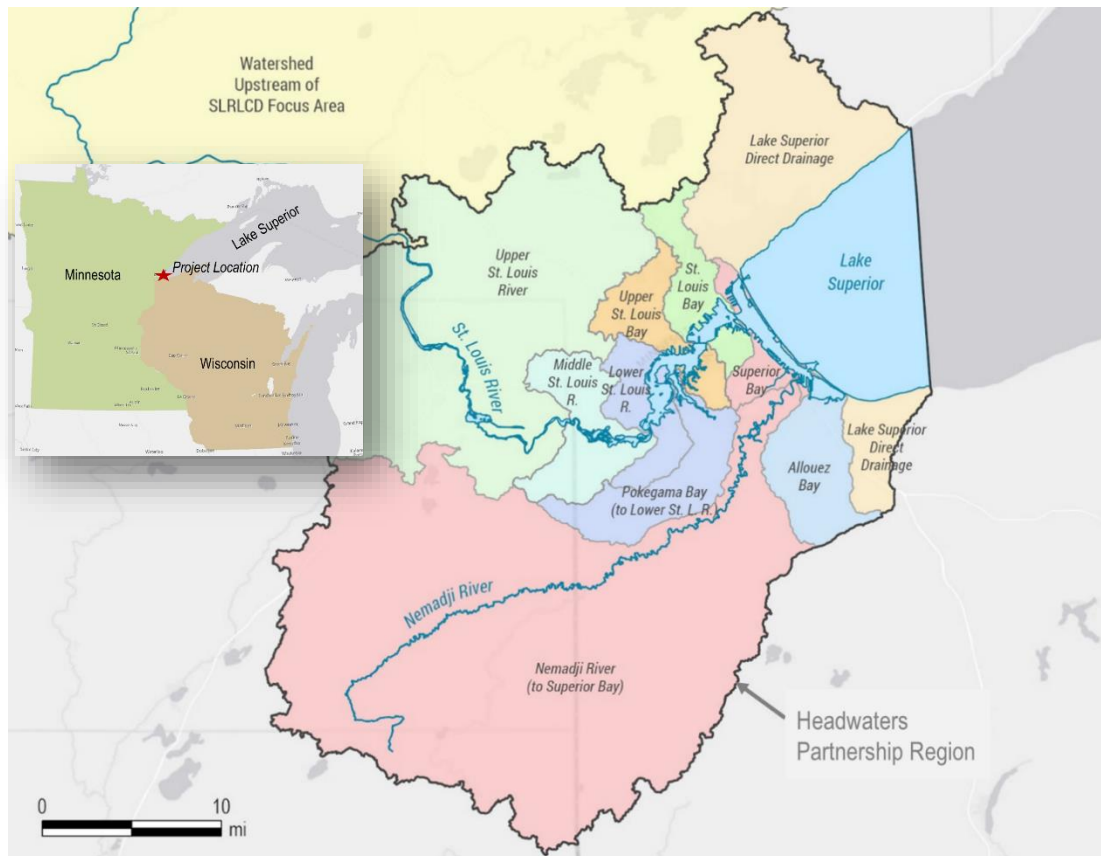 Watershed
Upstream of
SLRLCD Focus Area
Lake Superior
Direct Drainage
Lake Superior
Minnesota
Project Location
Wisconsin
Upper
St. Louis
River
St.
Louis
Bay
Lake
Superior
Upper
St. Louis
Bay
St. Louis River
Middle
St. Louis
R.
Lower
St. Louis
R.
Superior
Bay
Lake Superior
Direct
Drainage
Allouez
Bay
Pokegama Bay
(to Lower St. L. R.)
Nemadji River
Nemadji River
(to Superior Bay)
Headwaters
Partnership Region
0 10
mi